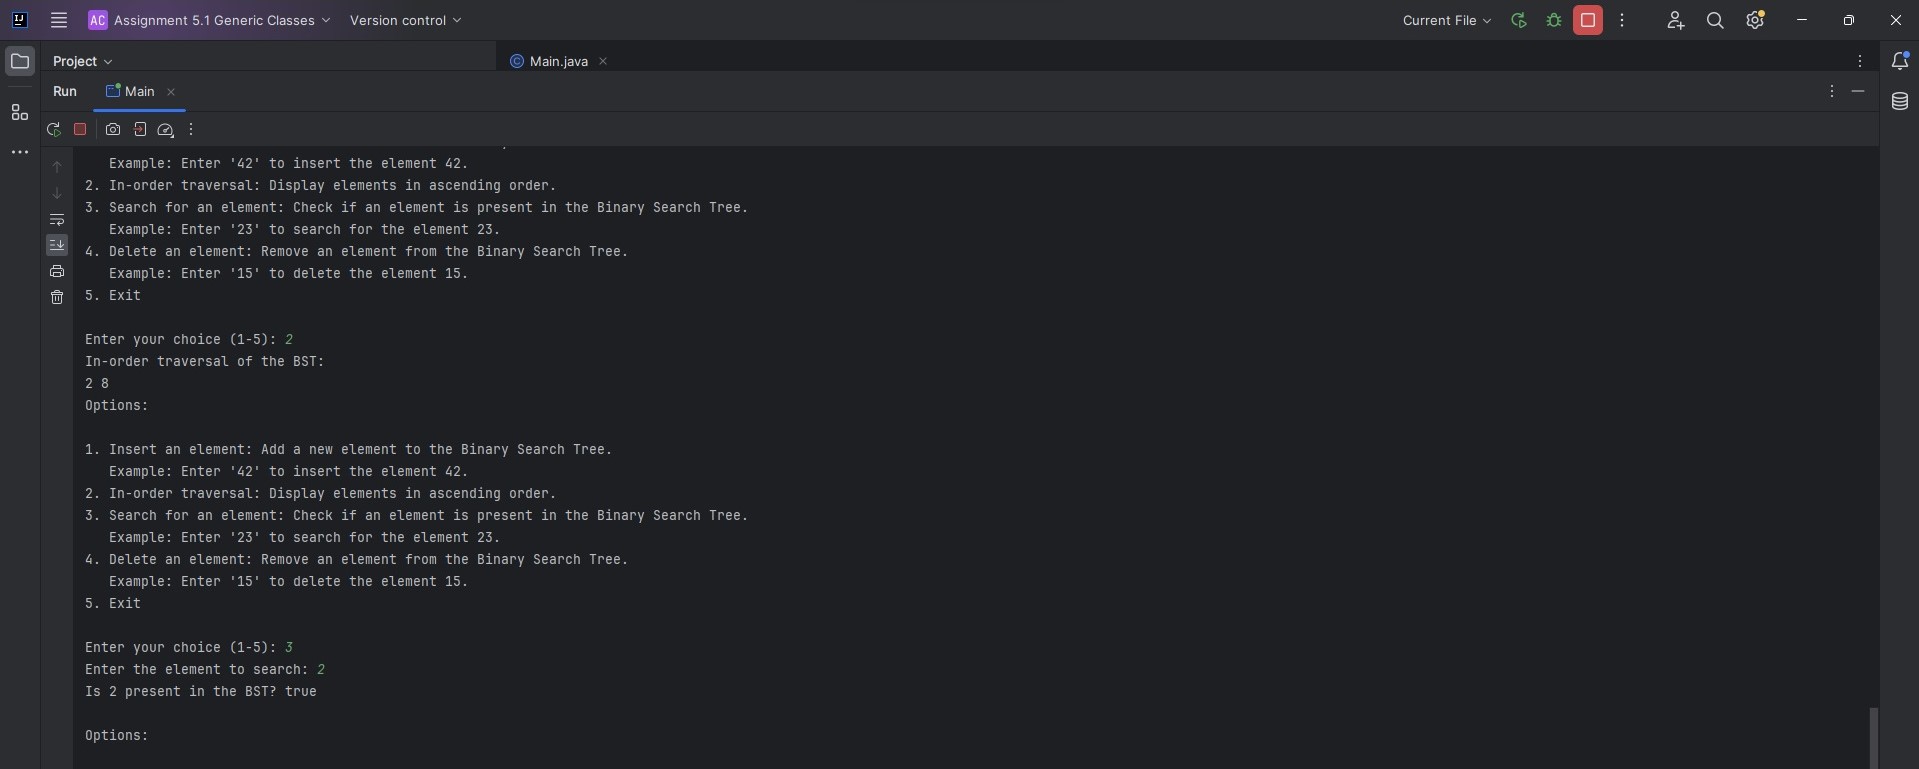 AC Assignment 5.1 Generic Classes Version control Current File
Project Main.java
Run Main
   Example: Enter '42' to insert the element 42.
2. In-order traversal: Display elements in ascending order.
3. Search for an element: Check if an element is present in the Binary Search Tree.
   Example: Enter '23' to search for the element 23.
4. Delete an element: Remove an element from the Binary Search Tree.
   Example: Enter '15' to delete the element 15.
5. Exit
Enter your choice (1-5): 2
In-order traversal of the BST:
2 8
Options:
1. Insert an element: Add a new element to the Binary Search Tree.
   Example: Enter '42' to insert the element 42.
2. In-order traversal: Display elements in ascending order.
3. Search for an element: Check if an element is present in the Binary Search Tree.
   Example: Enter '23' to search for the element 23.
4. Delete an element: Remove an element from the Binary Search Tree.
   Example: Enter '15' to delete the element 15.
5. Exit
Enter your choice (1-5): 3
Enter the element to search: 2
Is 2 present in the BST? true
Options: